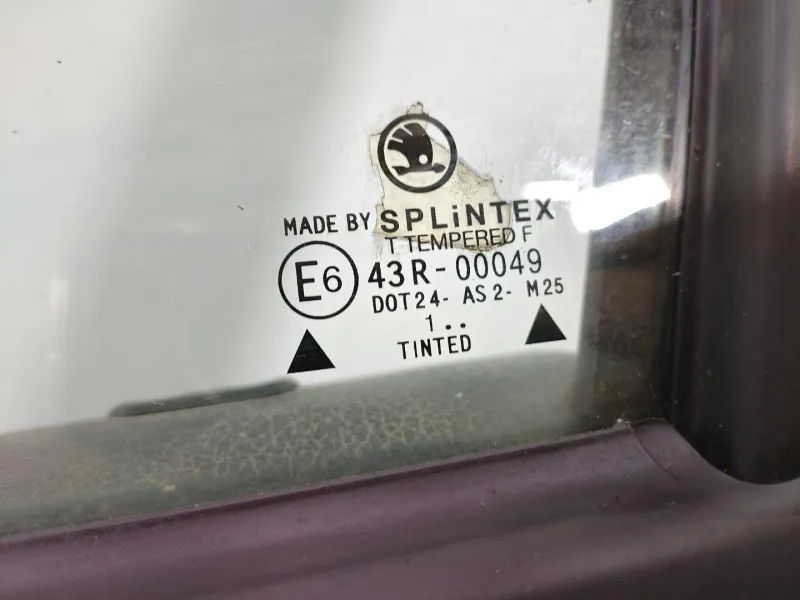 MADE BY SPLiNTEX
T TEMPERED F
E6 43R-00049
DOT24- AS2- M25
1..
TINTED